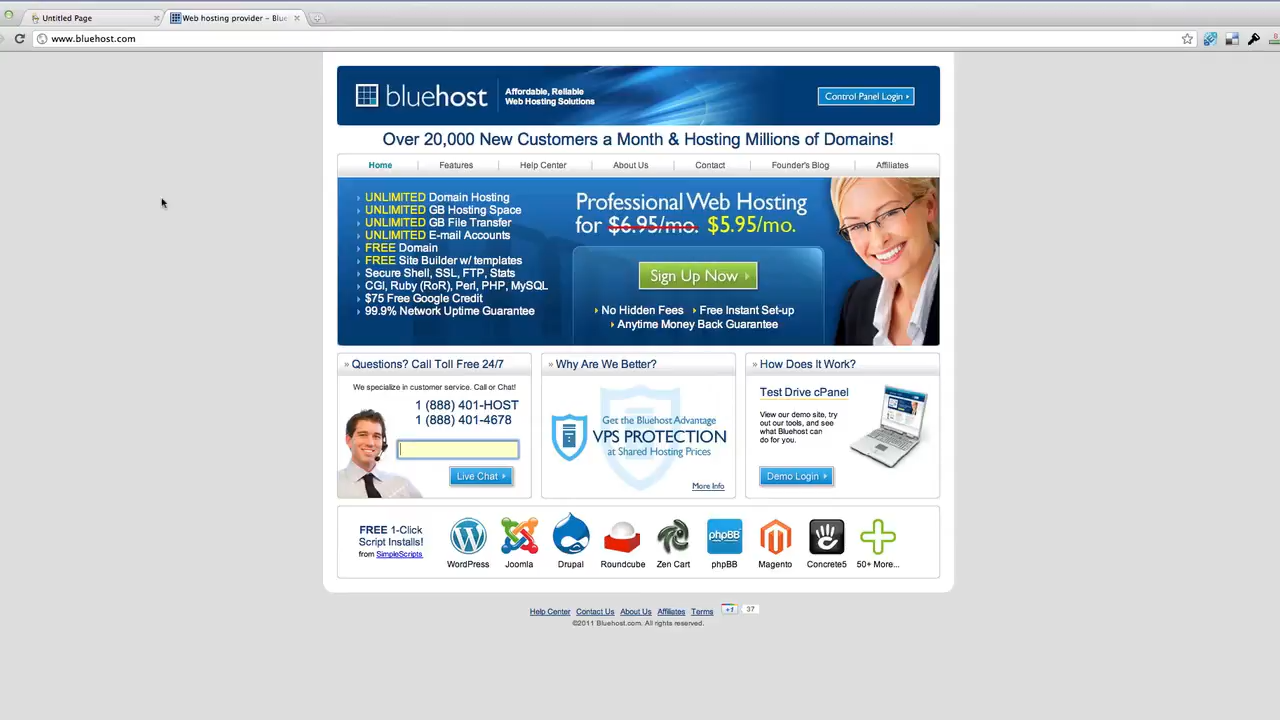 Untitled Page
Web hosting provider – Blue
www.bluehost.com
bluehost
Affordable, Reliable
Web Hosting Solutions
Control Panel Login
Over 20,000 New Customers a Month & Hosting Millions of Domains!
Home Features Help Center About Us Contact Founder's Blog Affiliates
UNLIMITED Domain Hosting
UNLIMITED GB Hosting Space
UNLIMITED GB File Transfer
UNLIMITED E-mail Accounts
FREE Domain
FREE Site Builder w/ templates
Secure Shell, SSL, FTP, Stats
CGI, Ruby (RoR), Perl, PHP, MySQL
$75 Free Google Credit
99.9% Network Uptime Guarantee
Professional Web Hosting
for $6.95/mo. $5.95/mo.
Sign Up Now
No Hidden Fees Free Instant Set-up
Anytime Money Back Guarantee
» Questions? Call Toll Free 24/7
We specialize in customer service. Call or Chat!
1 (888) 401-HOST
1 (888) 401-4678
Live Chat
» Why Are We Better?
Get the Bluehost Advantage
VPS PROTECTION
at Shared Hosting Prices
More Info
» How Does It Work?
Test Drive cPanel
View our demo site, try
out our tools, and see
what Bluehost can
do for you.
Demo Login
FREE 1-Click
Script Installs!
from SimpleScripts
phpBB
WordPress Joomla Drupal Roundcube Zen Cart phpBB Magento Concrete5 50+ More...
Help Center Contact Us About Us Affiliates Terms +1 37
©2011 Bluehost.com. All rights reserved.